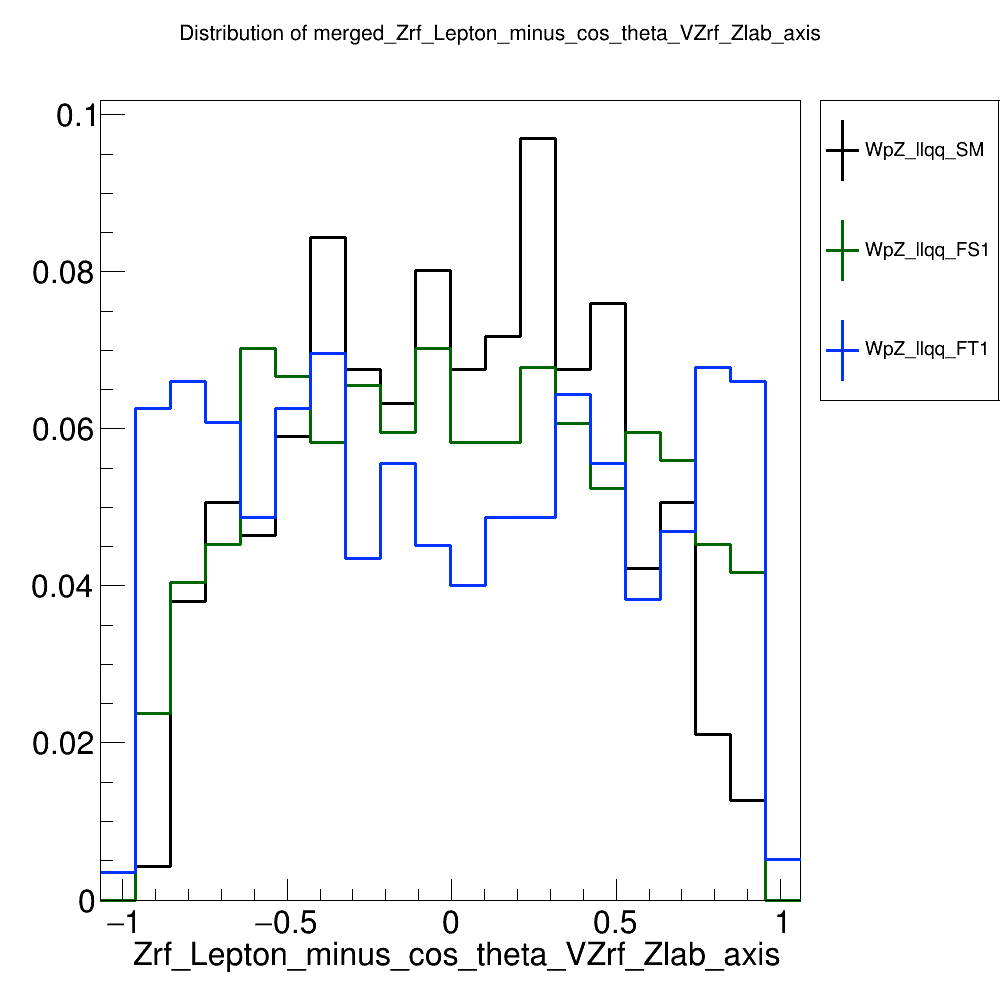 Distribution of merged_Zrf_Lepton_minus_cos_theta_VZrf_Zlab_axis
0.1
0.08
0.06
0.04
0.02
0
−1 −0.5 0 0.5 1
Zrf_Lepton_minus_cos_theta_VZrf_Zlab_axis
WpZ_llqq_SM
WpZ_llqq_FS1
WpZ_llqq_FT1